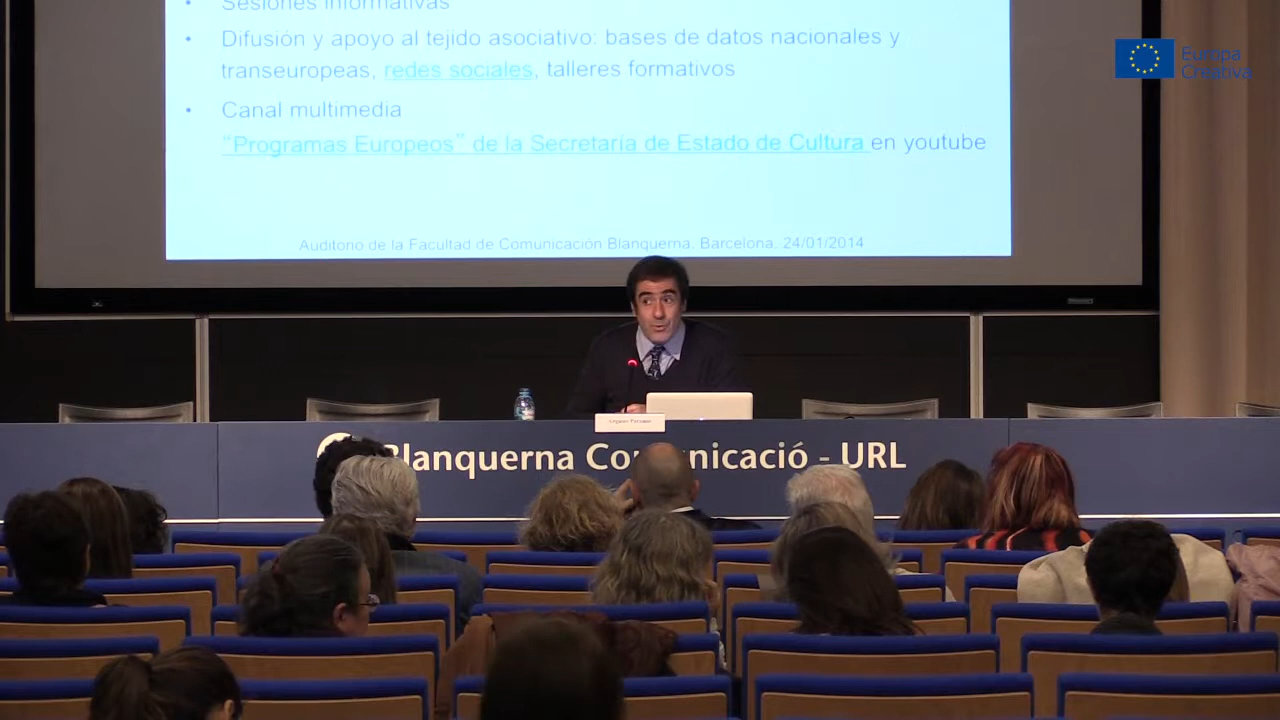 • Sesiones informativas
• Difusión y apoyo al tejido asociativo: bases de datos nacionales y
transeuropeas, redes sociales, talleres formativos
• Canal multimedia
"Programas Europeos" de la Secretaría de Estado de Cultura en youtube
Auditorio de la Facultad de Comunicación Blanquerna. Barcelona. 24/01/2014
Europa
Creativa
Blanquerna Comunicació - URL